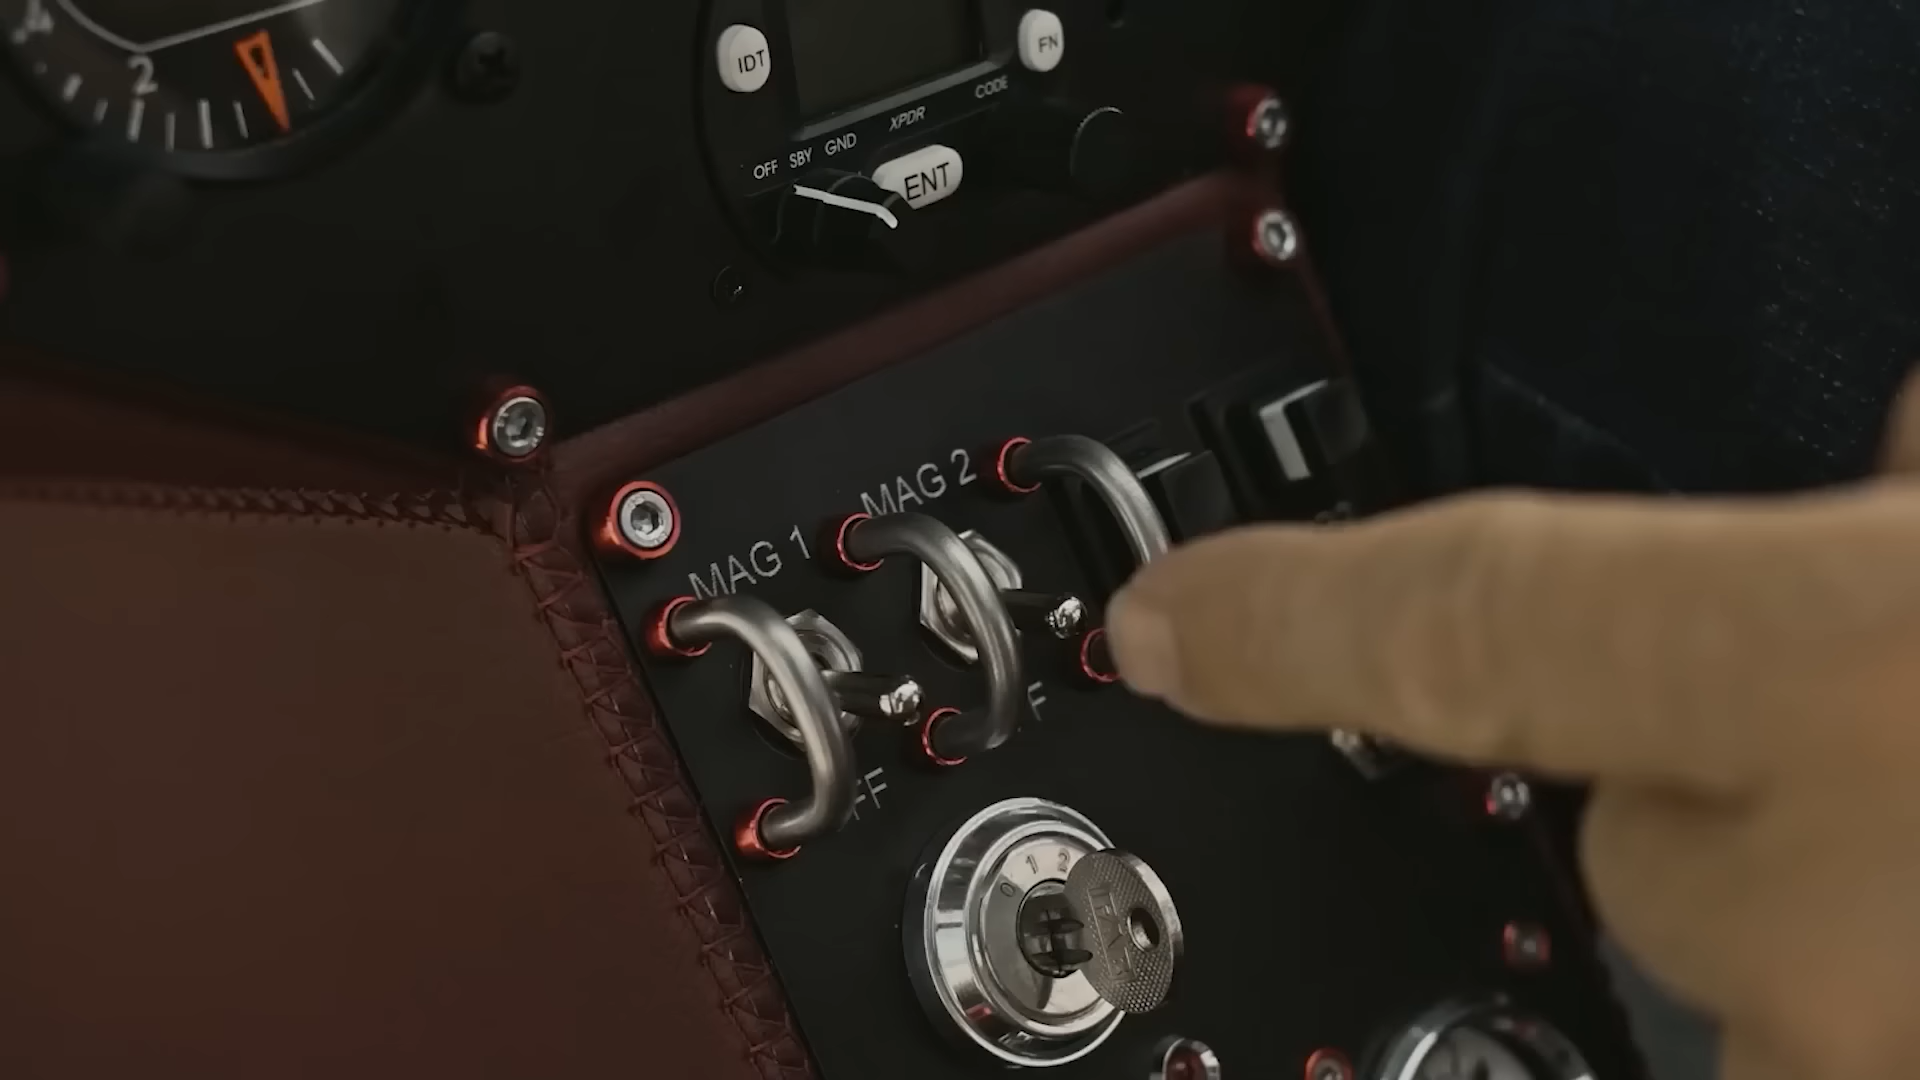 2
IDT
FN
OFF SBY GND XPDR CODE
ENT
MAG 1
MAG 2
FF
F
0 1 2